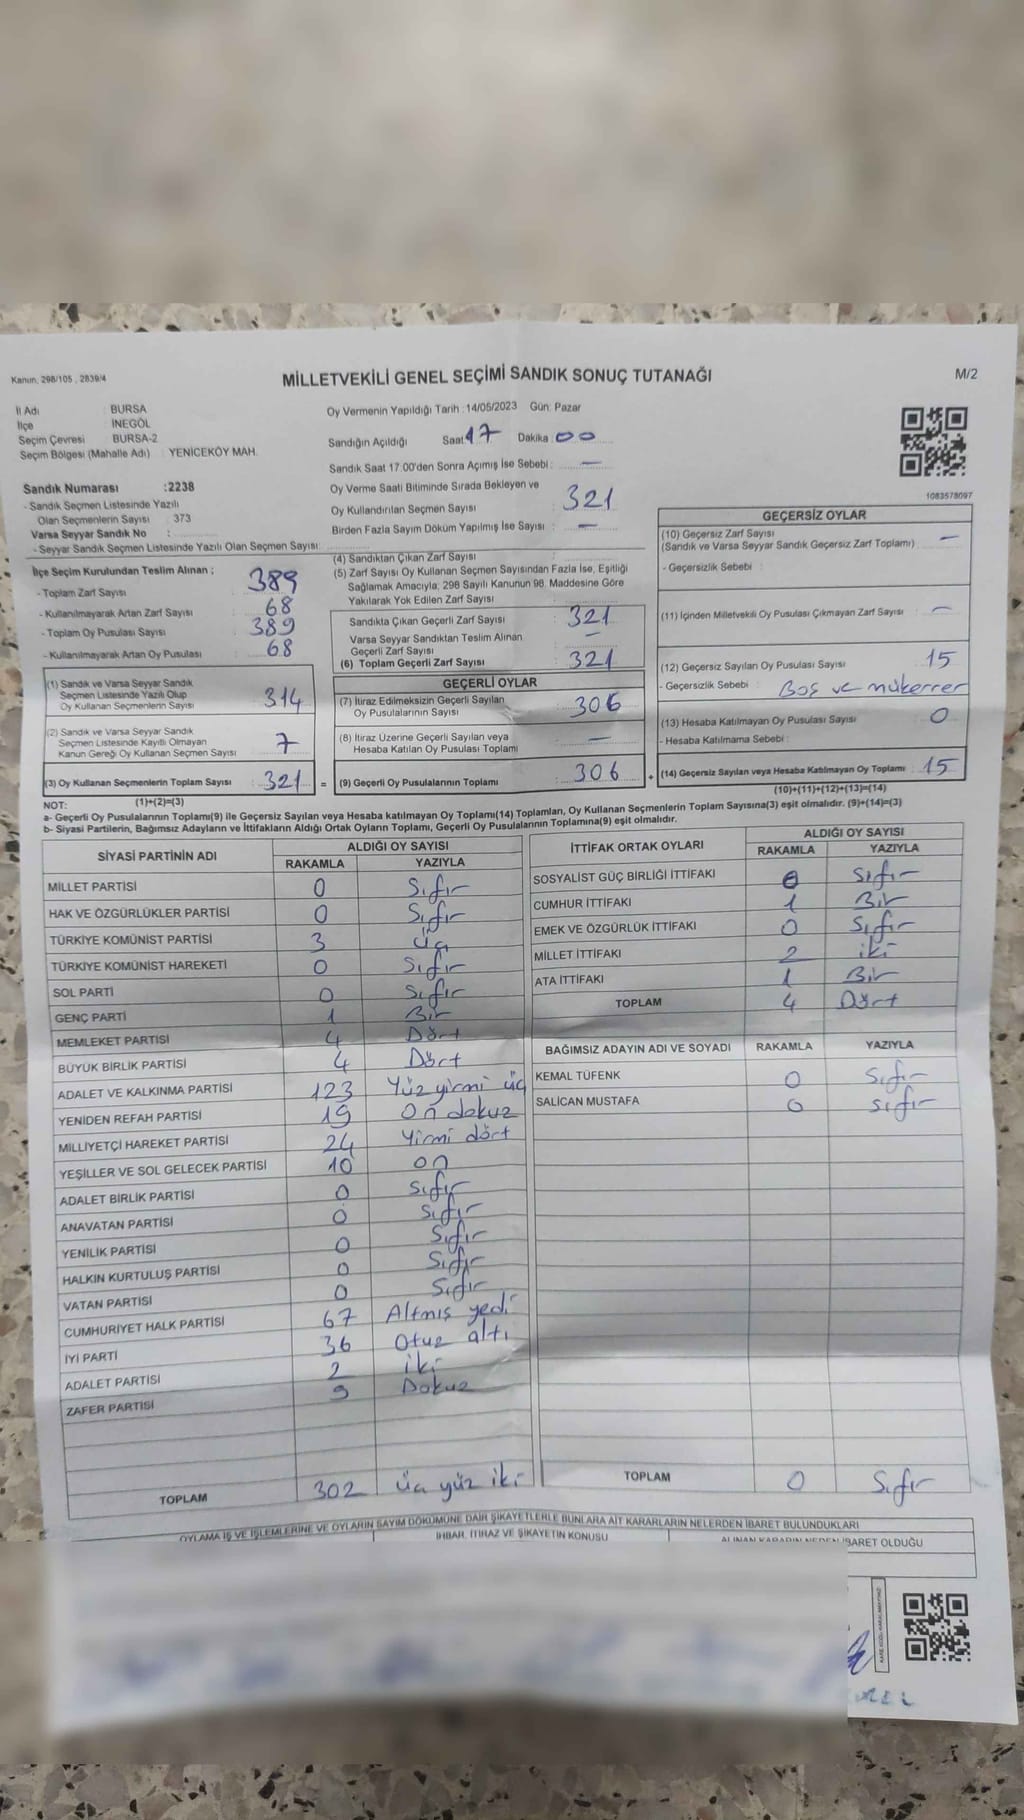 Kanun, 298/105 , 2839/4
MİLLETVEKİLİ GENEL SEÇİMİ SANDIK SONUÇ TUTANAĞI
M/2
İl Adı : BURSA
İlçe İNEGÖL
Seçim Çevresi BURSA-2
Seçim Bölgesi (Mahalle Adı) : YENİCEKÖY MAH.
Oy Vermenin Yapıldığı Tarih :14/05/2023 Gün: Pazar
Sandığın Açıldığı Saat 17 Dakika : 00
Sandık Saat 17.00'den Sonra Açımış İse Sebebi : —
Oy Verme Saati Bitiminde Sırada Bekleyen ve
Oy Kullandırılan Seçmen Sayısı : 321
Birden Fazla Sayım Döküm Yapılmış İse Sayısı : —
1083578097
Sandık Numarası :2238
- Sandık Seçmen Listesinde Yazılı
Olan Seçmenlerin Sayısı : 373
Varsa Seyyar Sandık No :
- Seyyar Sandık Seçmen Listesinde Yazılı Olan Seçmen Sayısı:
İlçe Seçim Kurulundan Teslim Alınan ;
- Toplam Zarf Sayısı : 389
- Kullanılmayarak Artan Zarf Sayısı : 68
- Toplam Oy Pusulası Sayısı : 389
- Kullanılmayarak Artan Oy Pusulası : 68
(1) Sandık ve Varsa Seyyar Sandık
Seçmen Listesinde Yazılı Olup
Oy Kullanan Seçmenlerin Sayısı : 314
(2) Sandık ve Varsa Seyyar Sandık
Seçmen Listesinde Kayıtlı Olmayan
Kanun Gereği Oy Kullanan Seçmen Sayısı : 7
(3) Oy Kullanan Seçmenlerin Toplam Sayısı : 321 =
(1)+(2)=(3)
(4) Sandıktan Çıkan Zarf Sayısı :
(5) Zarf Sayısı Oy Kullanan Seçmen Sayısından Fazla İse, Eşitliği
Sağlamak Amacıyla; 298 Sayılı Kanunun 98. Maddesine Göre
Yakılarak Yok Edilen Zarf Sayısı :
Sandıkta Çıkan Geçerli Zarf Sayısı : 321
Varsa Seyyar Sandıktan Teslim Alınan
Geçerli Zarf Sayısı : —
(6) Toplam Geçerli Zarf Sayısı : 321
GEÇERLİ OYLAR
(7) İtiraz Edilmeksizin Geçerli Sayılan
Oy Pusulalarının Sayısı : 306
(8) İtiraz Üzerine Geçerli Sayılan veya
Hesaba Katılan Oy Pusulası Toplamı : —
(9) Geçerli Oy Pusulalarının Toplamı : 306 +
GEÇERSİZ OYLAR
(10) Geçersiz Zarf Sayısı
(Sandık ve Varsa Seyyar Sandık Geçersiz Zarf Toplamı) : —
- Geçersizlik Sebebi :
(11) İçinden Milletvekili Oy Pusulası Çıkmayan Zarf Sayısı : —
(12) Geçersiz Sayılan Oy Pusulası Sayısı : 15
- Geçersizlik Sebebi : Boş ve mükerrer
(13) Hesaba Katılmayan Oy Pusulası Sayısı : 0
- Hesaba Katılmama Sebebi :
(14) Geçersiz Sayılan veya Hesaba Katılmayan Oy Toplamı : 15
(10)+(11)+(12)+(13)=(14)
NOT:
a- Geçerli Oy Pusulalarının Toplamı(9) ile Geçersiz Sayılan veya Hesaba katılmayan Oy Toplamı(14) Toplamları, Oy Kullanan Seçmenlerin Toplam Sayısına(3) eşit olmalıdır. (9)+(14)=(3)
b- Siyasi Partilerin, Bağımsız Adayların ve İttifakların Aldığı Ortak Oyların Toplamı, Geçerli Oy Pusulalarının Toplamına(9) eşit olmalıdır.
SİYASİ PARTİNİN ADI ALDIĞI OY SAYISI
RAKAMLA YAZIYLA
MİLLET PARTİSİ 0 Sıfır
HAK VE ÖZGÜRLÜKLER PARTİSİ 0 Sıfır
TÜRKİYE KOMÜNİST PARTİSİ 3 Üç
TÜRKİYE KOMÜNİST HAREKETİ 0 Sıfır
SOL PARTİ 0 Sıfır
GENÇ PARTİ 1 Bir
MEMLEKET PARTİSİ 4 Dört
BÜYÜK BİRLİK PARTİSİ 4 Dört
ADALET VE KALKINMA PARTİSİ 123 Yüz yirmi üç
YENİDEN REFAH PARTİSİ 19 On dokuz
MİLLİYETÇİ HAREKET PARTİSİ 24 Yirmi dört
YEŞİLLER VE SOL GELECEK PARTİSİ 10 on
ADALET BİRLİK PARTİSİ 0 Sıfır
ANAVATAN PARTİSİ 0 Sıfır
YENİLİK PARTİSİ 0 Sıfır
HALKIN KURTULUŞ PARTİSİ 0 Sıfır
VATAN PARTİSİ 0 Sıfır
CUMHURİYET HALK PARTİSİ 67 Altmış yedi
İYİ PARTİ 36 Otuz altı
ADALET PARTİSİ 2 iki
ZAFER PARTİSİ 9 Dokuz
TOPLAM 302 üç yüz iki
İTTİFAK ORTAK OYLARI ALDIĞI OY SAYISI
RAKAMLA YAZIYLA
SOSYALİST GÜÇ BİRLİĞİ İTTİFAKI 0 Sıfır
CUMHUR İTTİFAKI 1 Bir
EMEK VE ÖZGÜRLÜK İTTİFAKI 0 Sıfır
MİLLET İTTİFAKI 2 iki
ATA İTTİFAKI 1 Bir
TOPLAM 4 Dört
BAĞIMSIZ ADAYIN ADI VE SOYADI RAKAMLA YAZIYLA
KEMAL TÜFENK 0 Sıfır
SALİCAN MUSTAFA 0 sıfır
TOPLAM 0 Sıfır
OYLAMA İŞ VE İŞLEMLERİNE VE OYLARIN SAYIM DÖKÜMÜNE DAİR ŞİKAYETLERLE BUNLARA AİT KARARLARIN NELERDEN İBARET BULUNDUKLARI
İHBAR, İTİRAZ VE ŞİKAYETİN KONUSU
ALINAN KARARIN NEDEN İBARET OLDUĞU